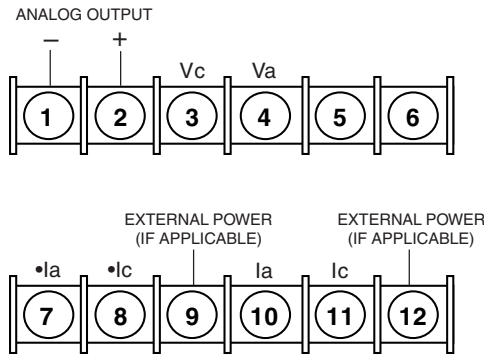 ANALOG OUTPUT
– +
Vc Va
1 2 3 4 5 6
EXTERNAL POWER EXTERNAL POWER
(IF APPLICABLE) (IF APPLICABLE)
•Ia •Ic Ia Ic
7 8 9 10 11 12